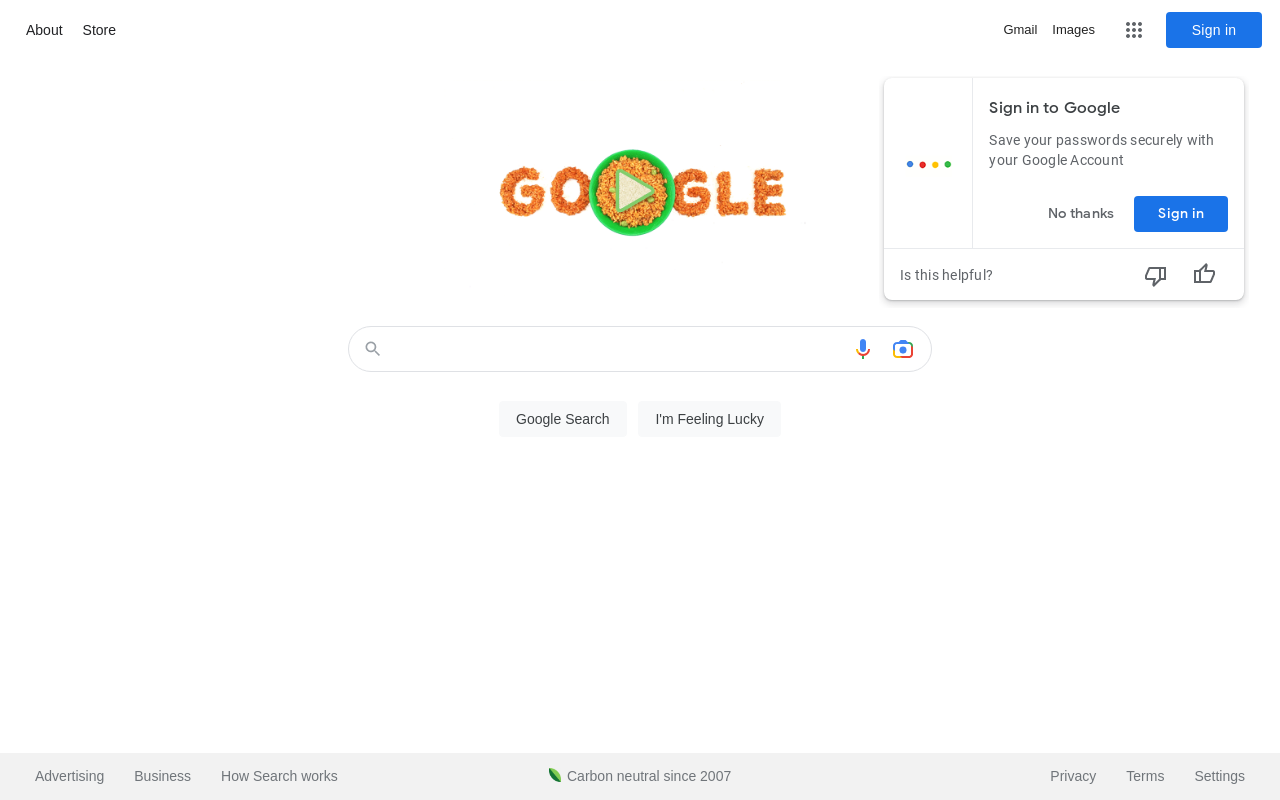 About Store Gmail Images Sign in
Sign in to Google
Save your passwords securely with
your Google Account
No thanks Sign in
Is this helpful?
GOOGLE
Google Search I'm Feeling Lucky
Advertising Business How Search works Carbon neutral since 2007 Privacy Terms Settings